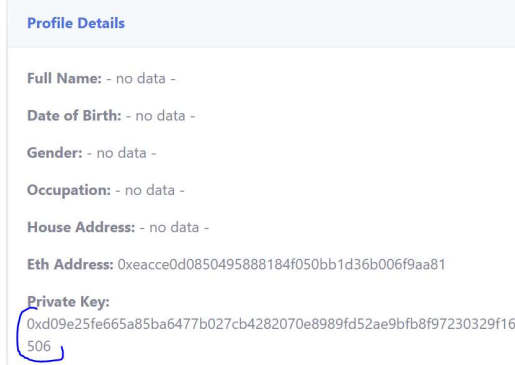 Profile Details
Full Name: - no data -
Date of Birth: - no data -
Gender: - no data -
Occupation: - no data -
House Address: - no data -
Eth Address: 0xeacce0d0850495888184f050bb1d36b006f9aa81
Private Key:
0xd09e25fe665a85ba6477b027cb4282070e8989fd52ae9bfb8f97230329f16
506